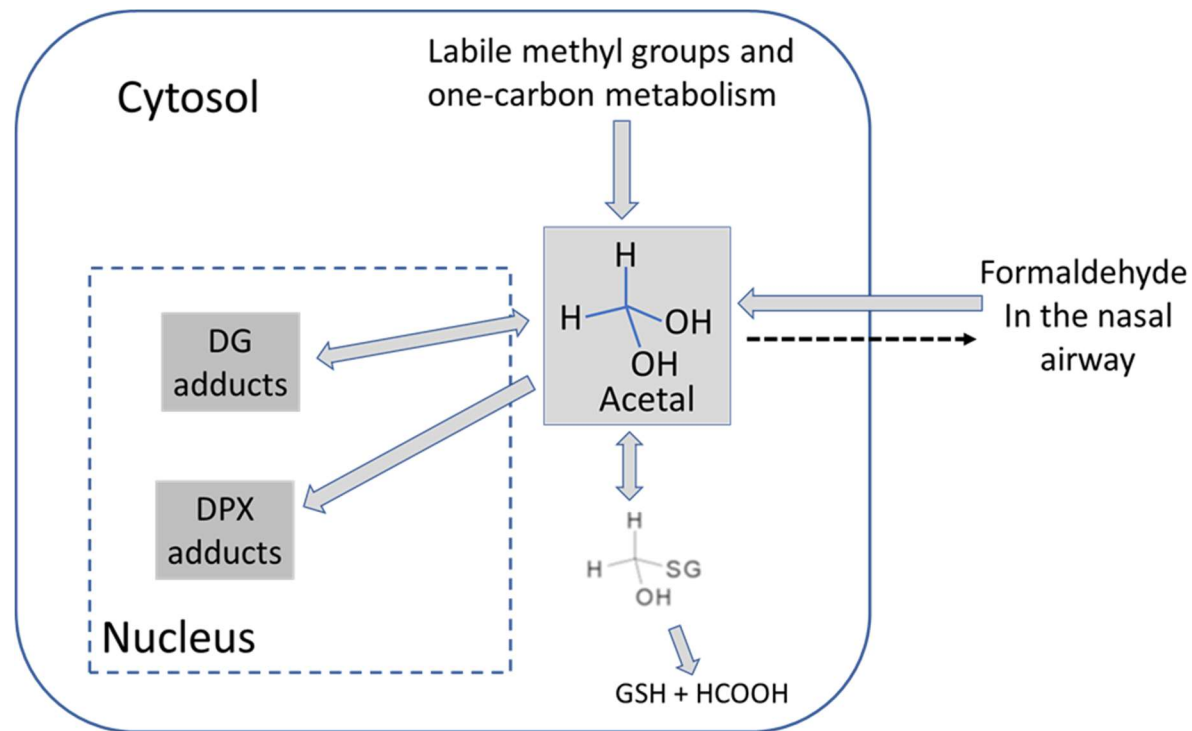 Labile methyl groups and
one-carbon metabolism
Cytosol
H
H
OH
OH
Acetal
Formaldehyde
In the nasal
airway
DG
adducts
DPX
adducts
Nucleus
H
H
SG
OH
GSH + HCOOH